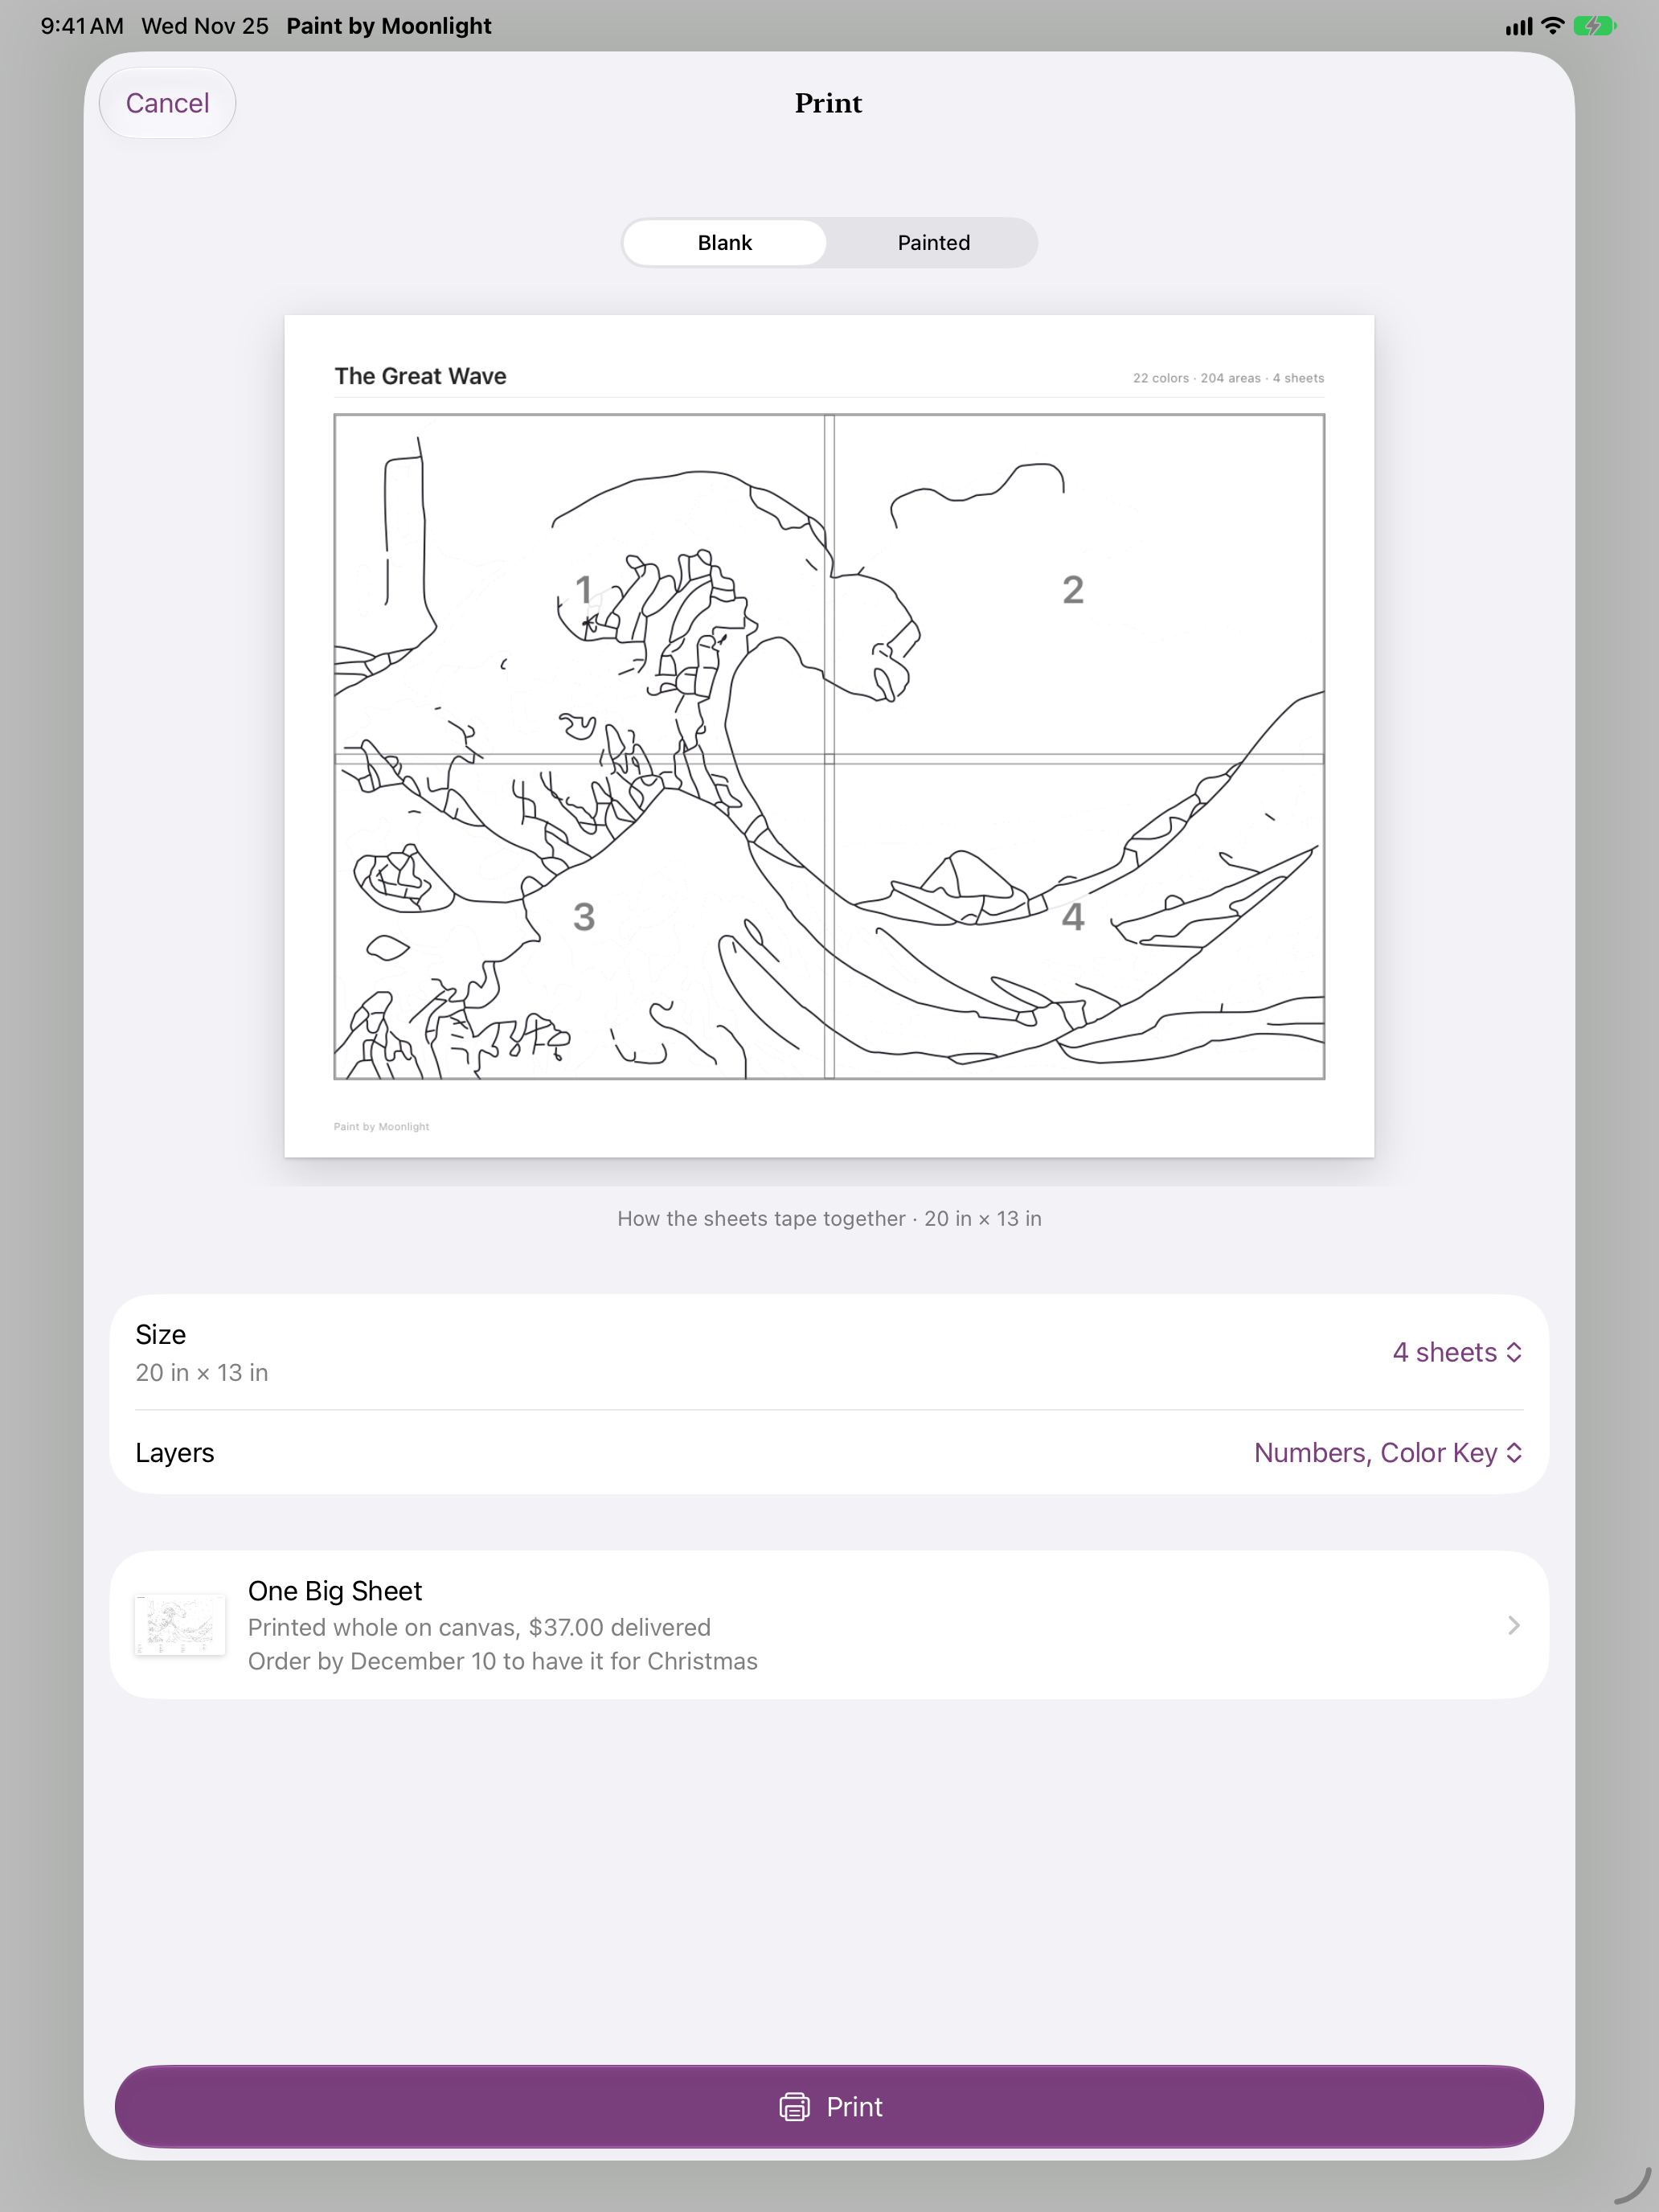 9:41 AM Wed Nov 25 Paint by Moonlight
Cancel
Print
Blank
Painted
The Great Wave
22 colors · 204 areas · 4 sheets
1
2
3
4
Paint by Moonlight
How the sheets tape together · 20 in × 13 in
Size
20 in × 13 in
4 sheets
Layers
Numbers, Color Key
One Big Sheet
Printed whole on canvas, $37.00 delivered
Order by December 10 to have it for Christmas
Print